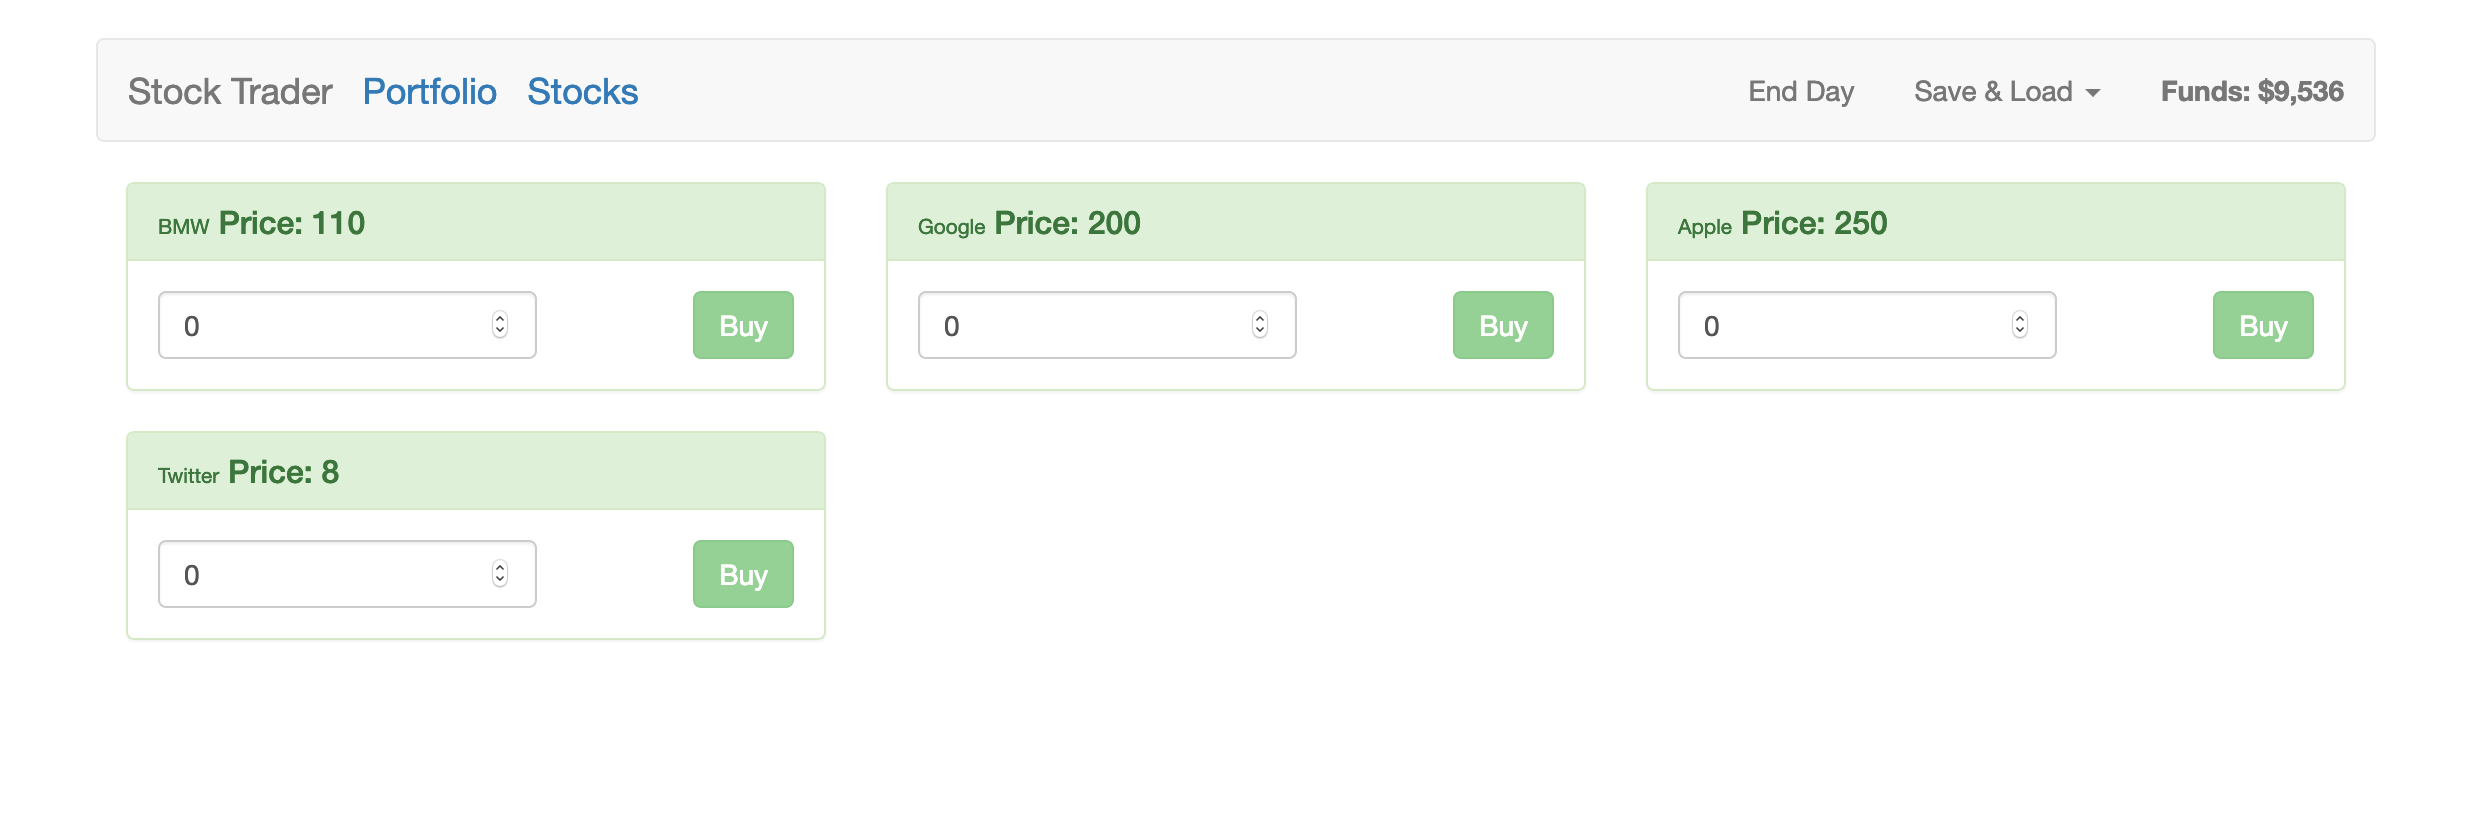 Stock Trader Portfolio Stocks End Day Save & Load Funds: $9,536
BMW Price: 110
0 Buy
Google Price: 200
0 Buy
Apple Price: 250
0 Buy
Twitter Price: 8
0 Buy